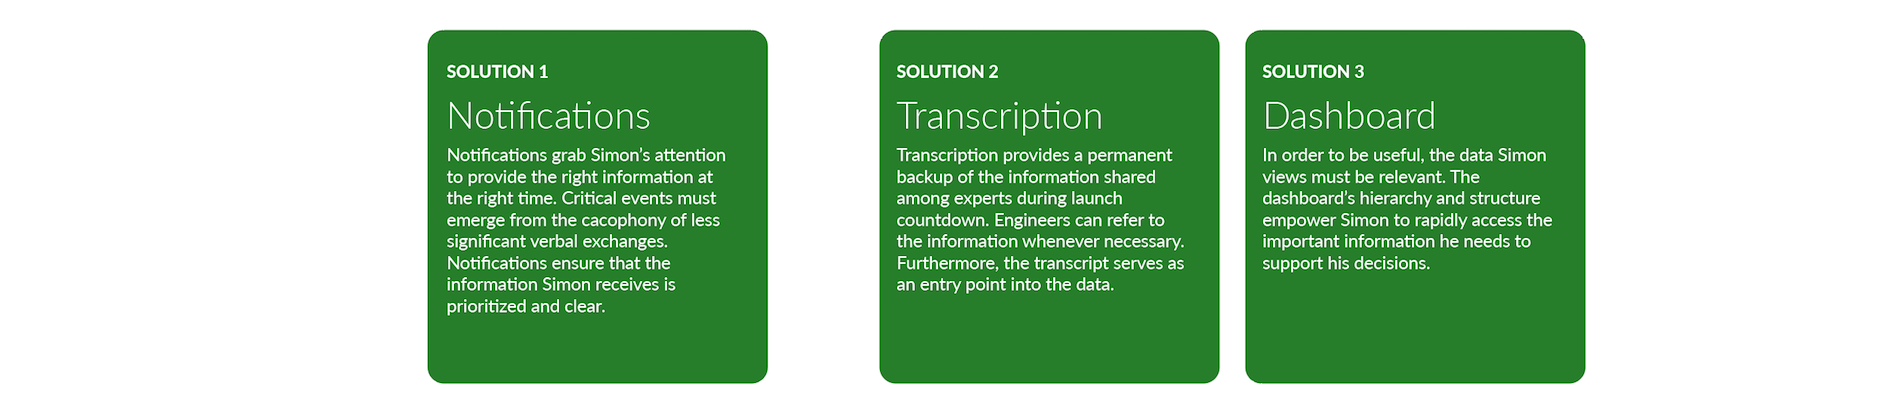 SOLUTION 1
Notifications
Notifications grab Simon’s attention
to provide the right information at
the right time. Critical events must
emerge from the cacophony of less
significant verbal exchanges.
Notifications ensure that the
information Simon receives is
prioritized and clear.
SOLUTION 2
Transcription
Transcription provides a permanent
backup of the information shared
among experts during launch
countdown. Engineers can refer to
the information whenever necessary.
Furthermore, the transcript serves as
an entry point into the data.
SOLUTION 3
Dashboard
In order to be useful, the data Simon
views must be relevant. The
dashboard’s hierarchy and structure
empower Simon to rapidly access the
important information he needs to
support his decisions.